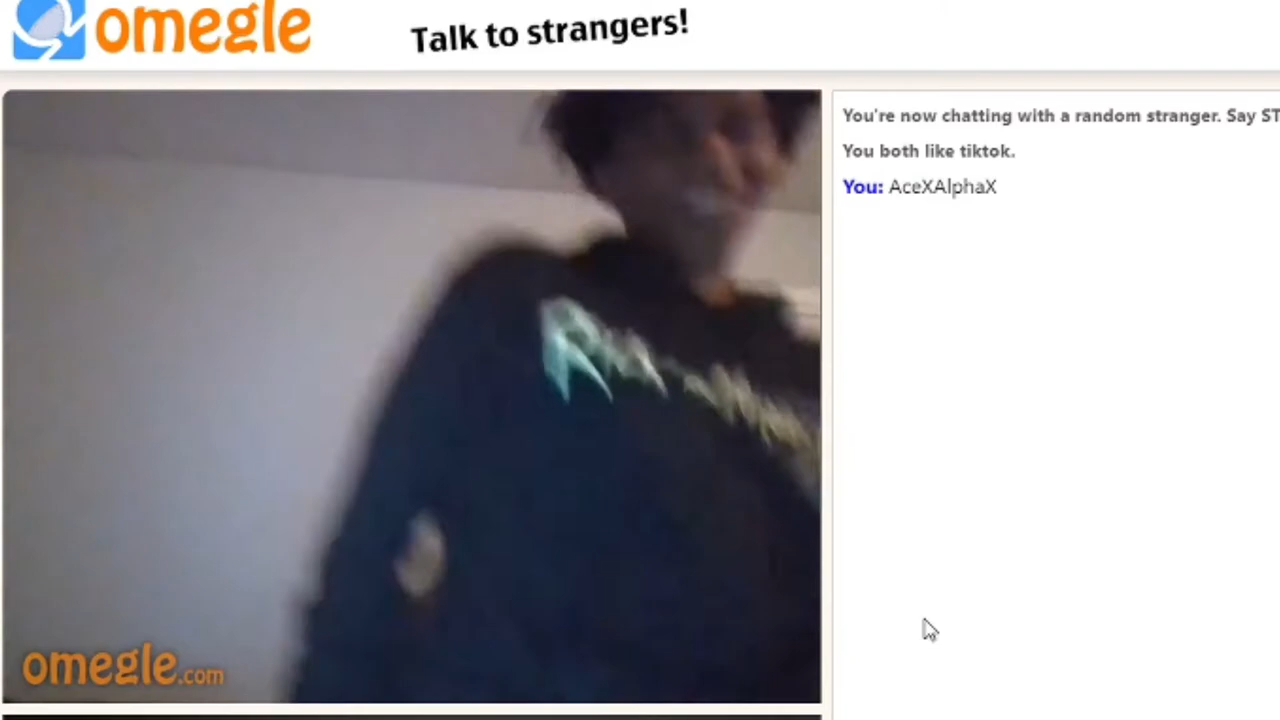 omegle
Talk to strangers!
You're now chatting with a random stranger. Say ST
You both like tiktok.
You: AceXAlphaX
omegle.com